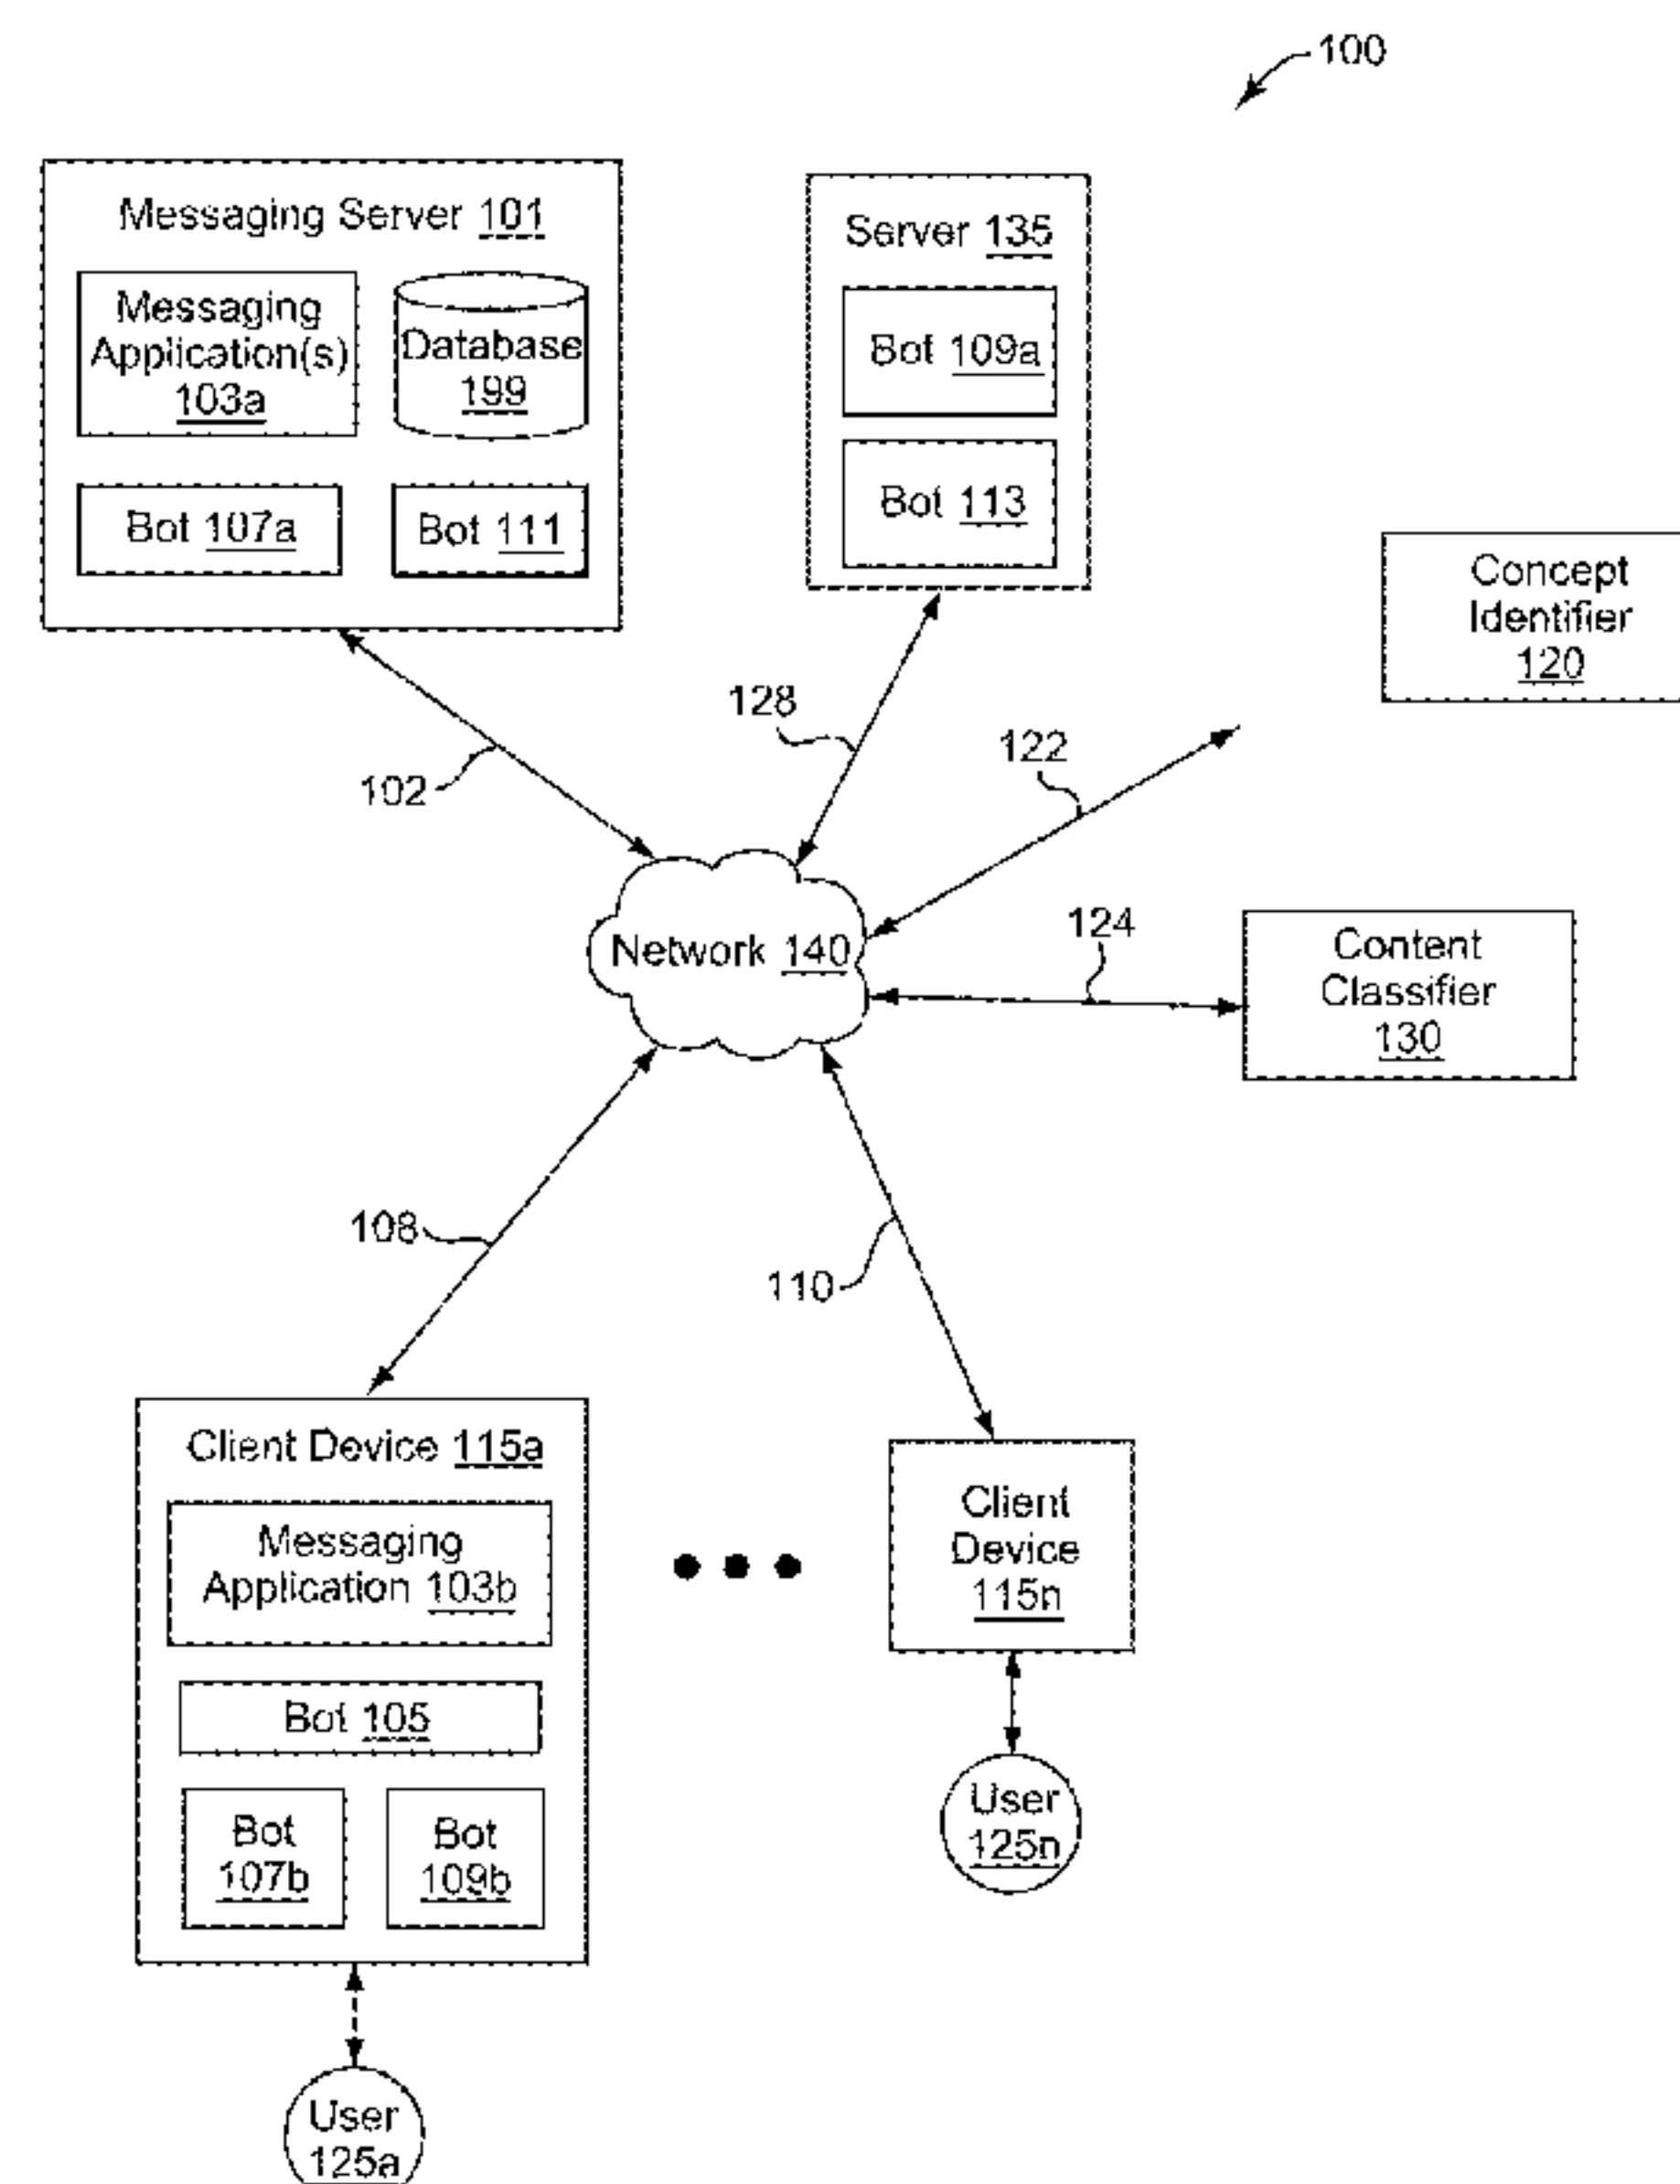 100
Messaging Server 101
Messaging
Application(s)
103a
Database
199
Bot 107a
Bot 111
Server 135
Bot 109a
Bot 113
Concept
Identifier
120
128
122
102
Network 140
124
Content
Classifier
130
108
110
Client Device 115a
Messaging
Application 103b
Bot 105
Bot
107b
Bot
109b
Client
Device
115n
User
125n
User
125a